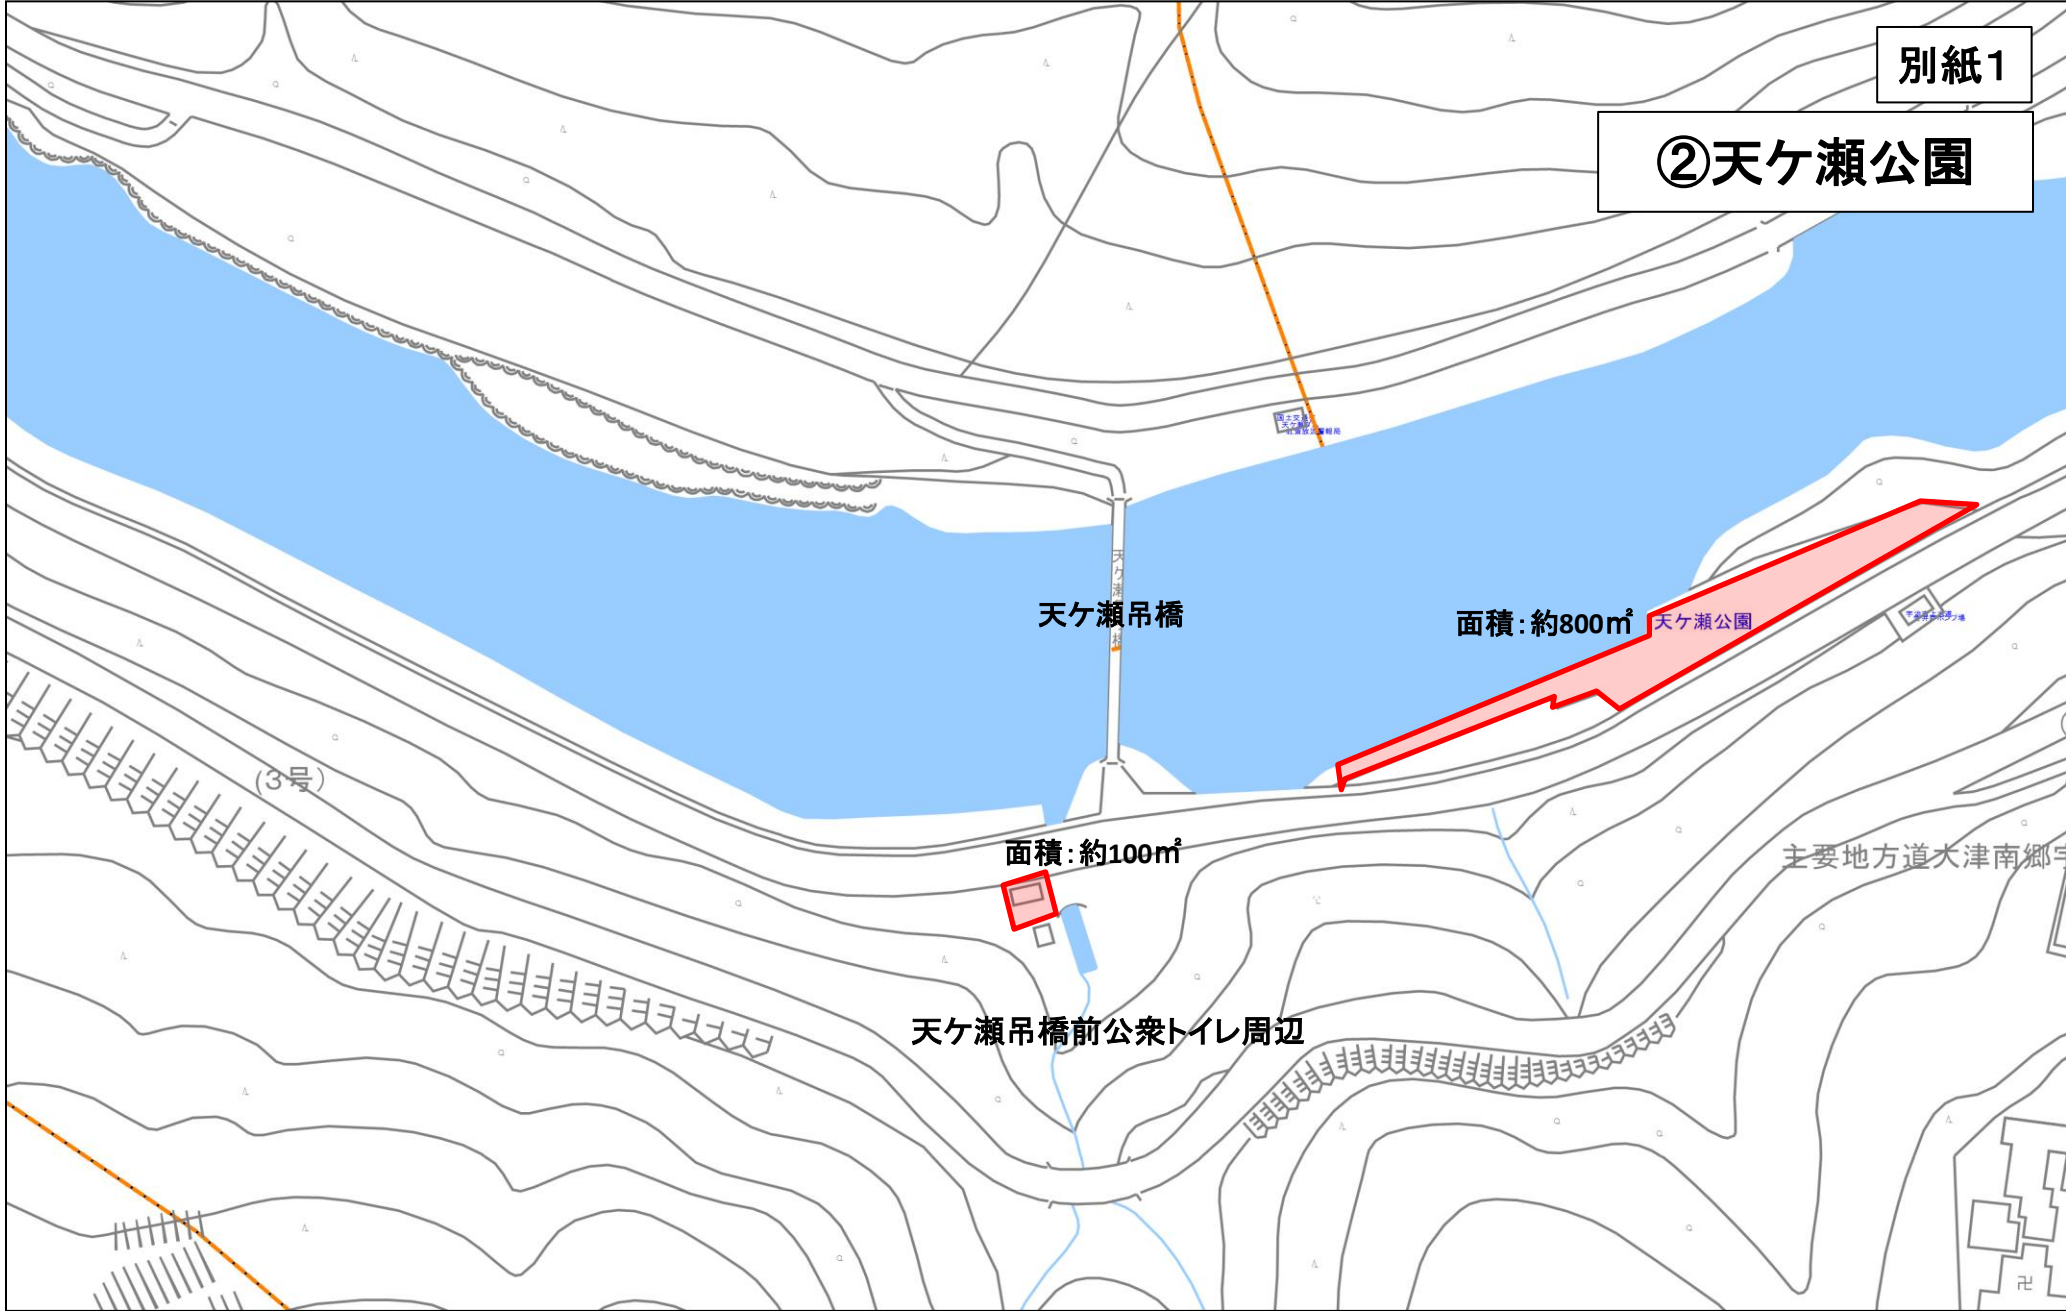 別紙1
②天ケ瀬公園
天ケ瀬吊橋
面積:約800㎡
天ケ瀬公園
(3号)
面積:約100㎡
主要地方道大津南郷宇
天ケ瀬吊橋前公衆トイレ周辺